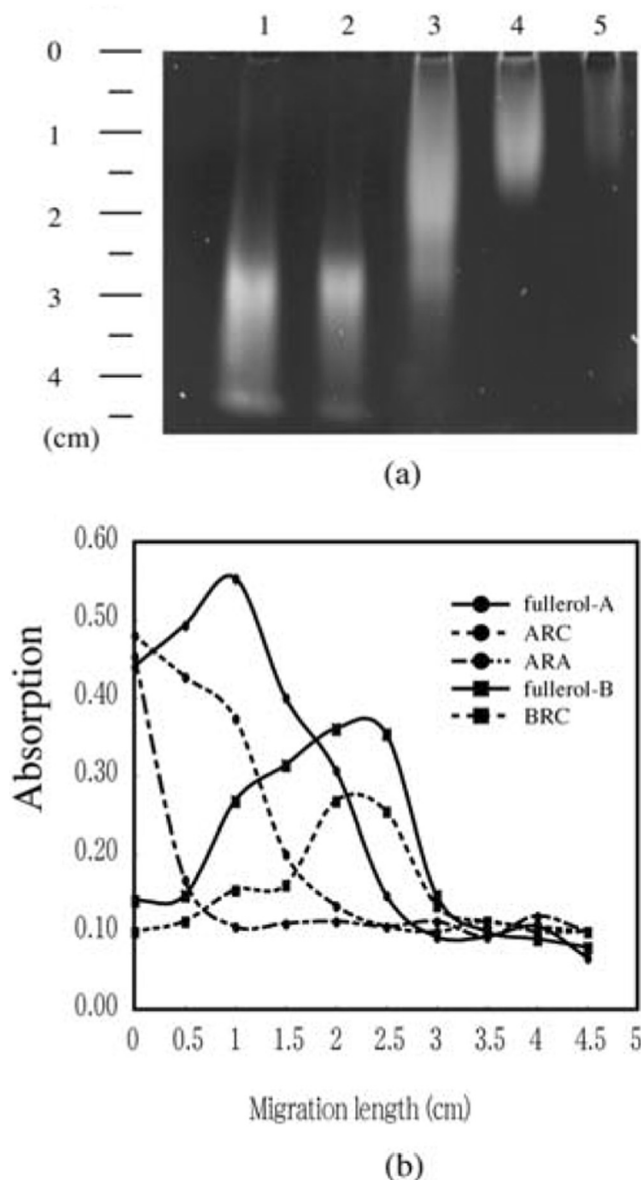 1 2 3 4 5
0
1
2
3
4
(cm)
(a)
0.60
0.50
0.40
0.30
0.20
0.10
0.00
Absorption
fullerol-A
ARC
ARA
fullerol-B
BRC
0 0.5 1 1.5 2 2.5 3 3.5 4 4.5 5
Migration length (cm)
(b)